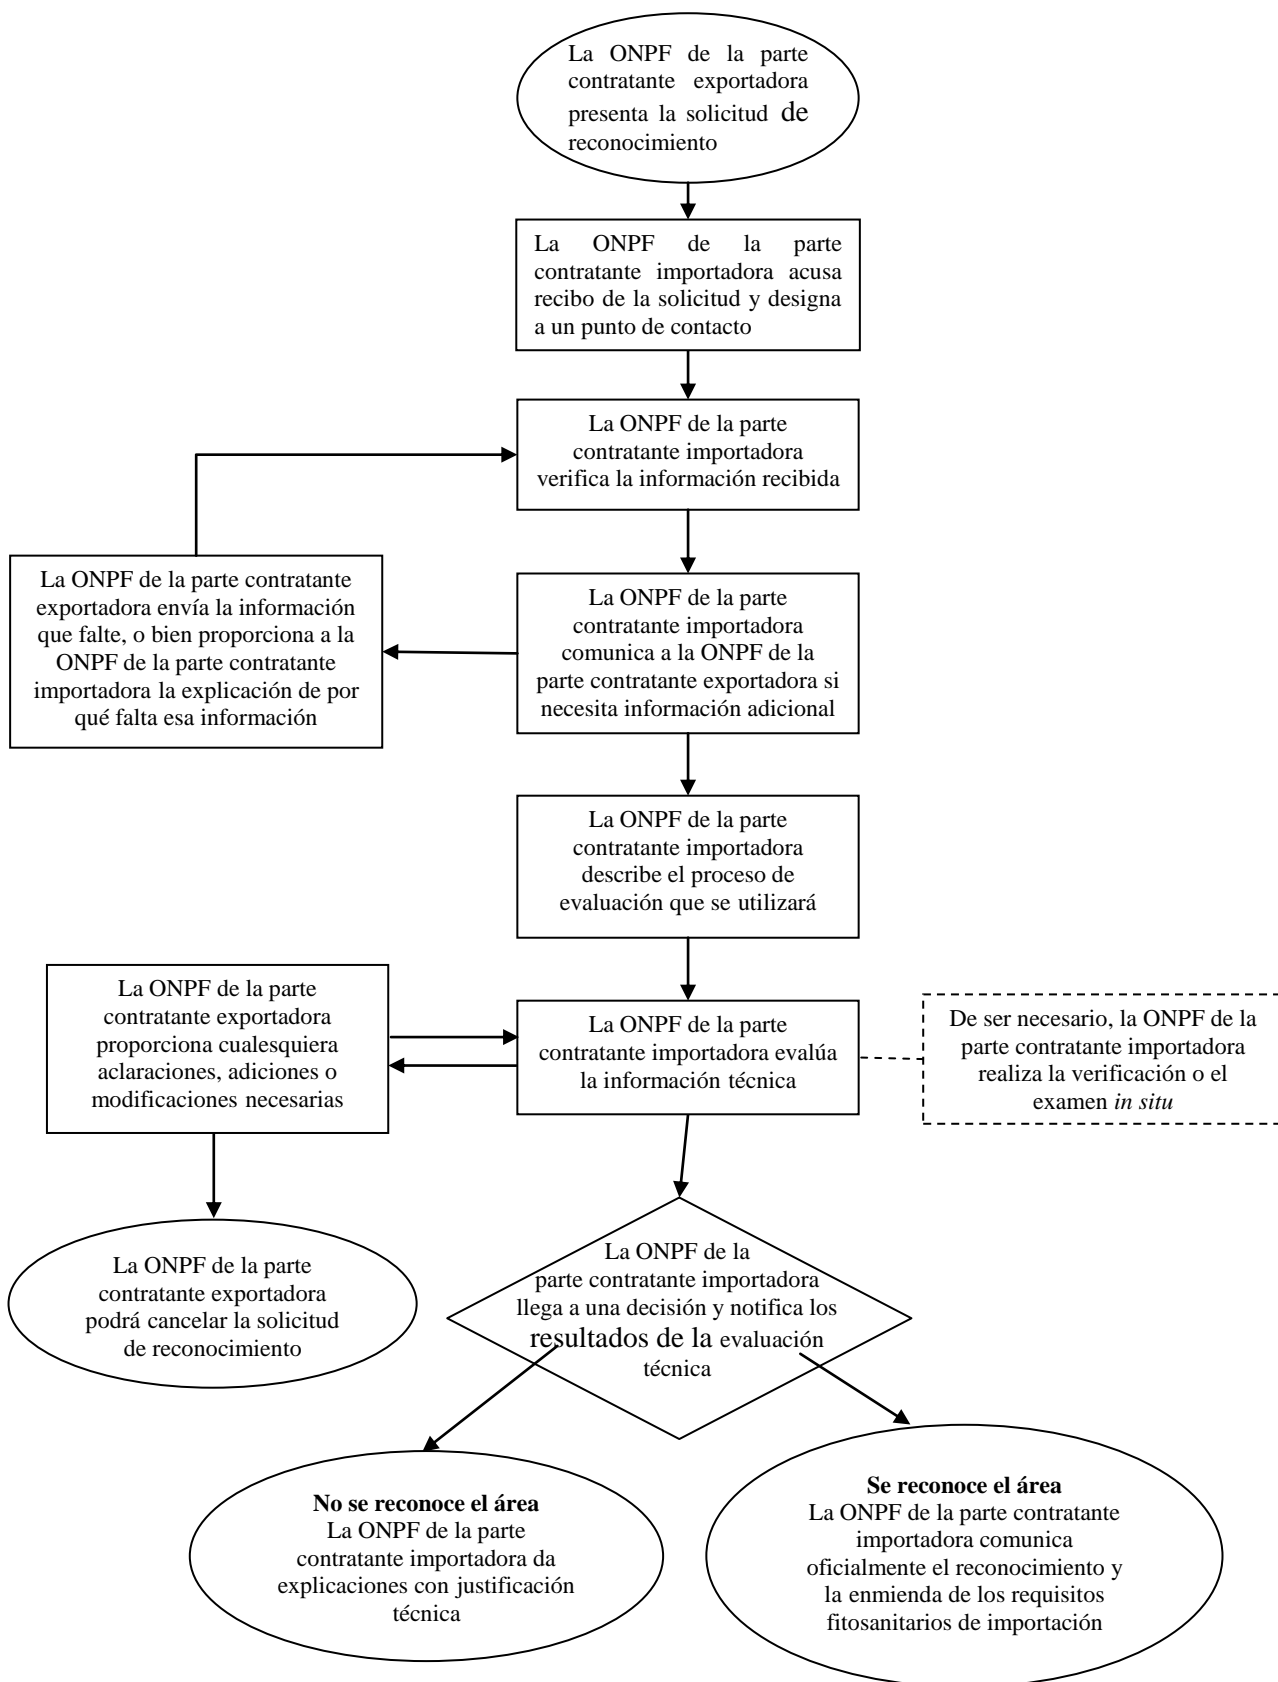 La ONPF de la parte
contratante exportadora
presenta la solicitud de
reconocimiento
La ONPF de la parte
contratante importadora acusa
recibo de la solicitud y designa
a un punto de contacto
La ONPF de la parte
contratante importadora
verifica la información recibida
La ONPF de la parte contratante
exportadora envía la información
que falte, o bien proporciona a la
ONPF de la parte contratante
importadora la explicación de por
qué falta esa información
La ONPF de la parte
contratante importadora
comunica a la ONPF de la
parte contratante exportadora si
necesita información adicional
La ONPF de la parte
contratante importadora
describe el proceso de
evaluación que se utilizará
La ONPF de la parte
contratante exportadora
proporciona cualesquiera
aclaraciones, adiciones o
modificaciones necesarias
La ONPF de la parte
contratante importadora evalúa
la información técnica
De ser necesario, la ONPF de la
parte contratante importadora
realiza la verificación o el
examen in situ
La ONPF de la parte
contratante exportadora
podrá cancelar la solicitud
de reconocimiento
La ONPF de la
parte contratante importadora
llega a una decisión y notifica los
resultados de la evaluación
técnica
No se reconoce el área
La ONPF de la parte
contratante importadora da
explicaciones con justificación
técnica
Se reconoce el área
La ONPF de la parte contratante
importadora comunica
oficialmente el reconocimiento y
la enmienda de los requisitos
fitosanitarios de importación